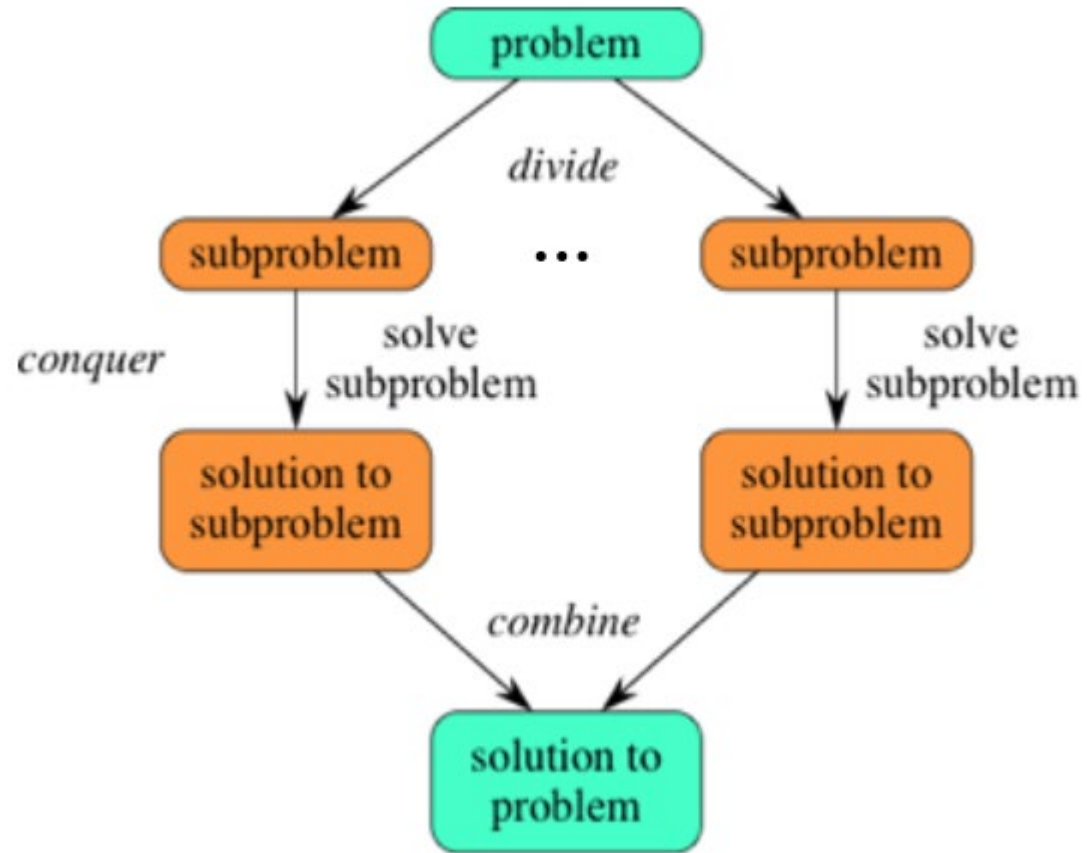 problem
divide
subproblem
...
subproblem
conquer
solve
subproblem
solve
subproblem
solution to
subproblem
solution to
subproblem
combine
solution to
problem